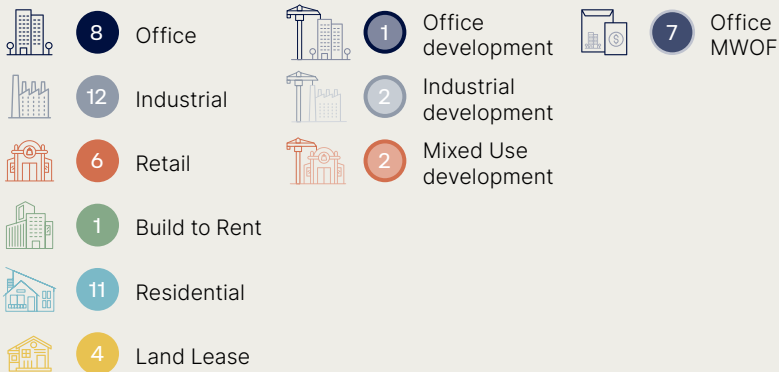 8 Office
12 Industrial
6 Retail
1 Build to Rent
11 Residential
4 Land Lease
1 Office
development
2 Industrial
development
2 Mixed Use
development
$
7 Office
MWOF